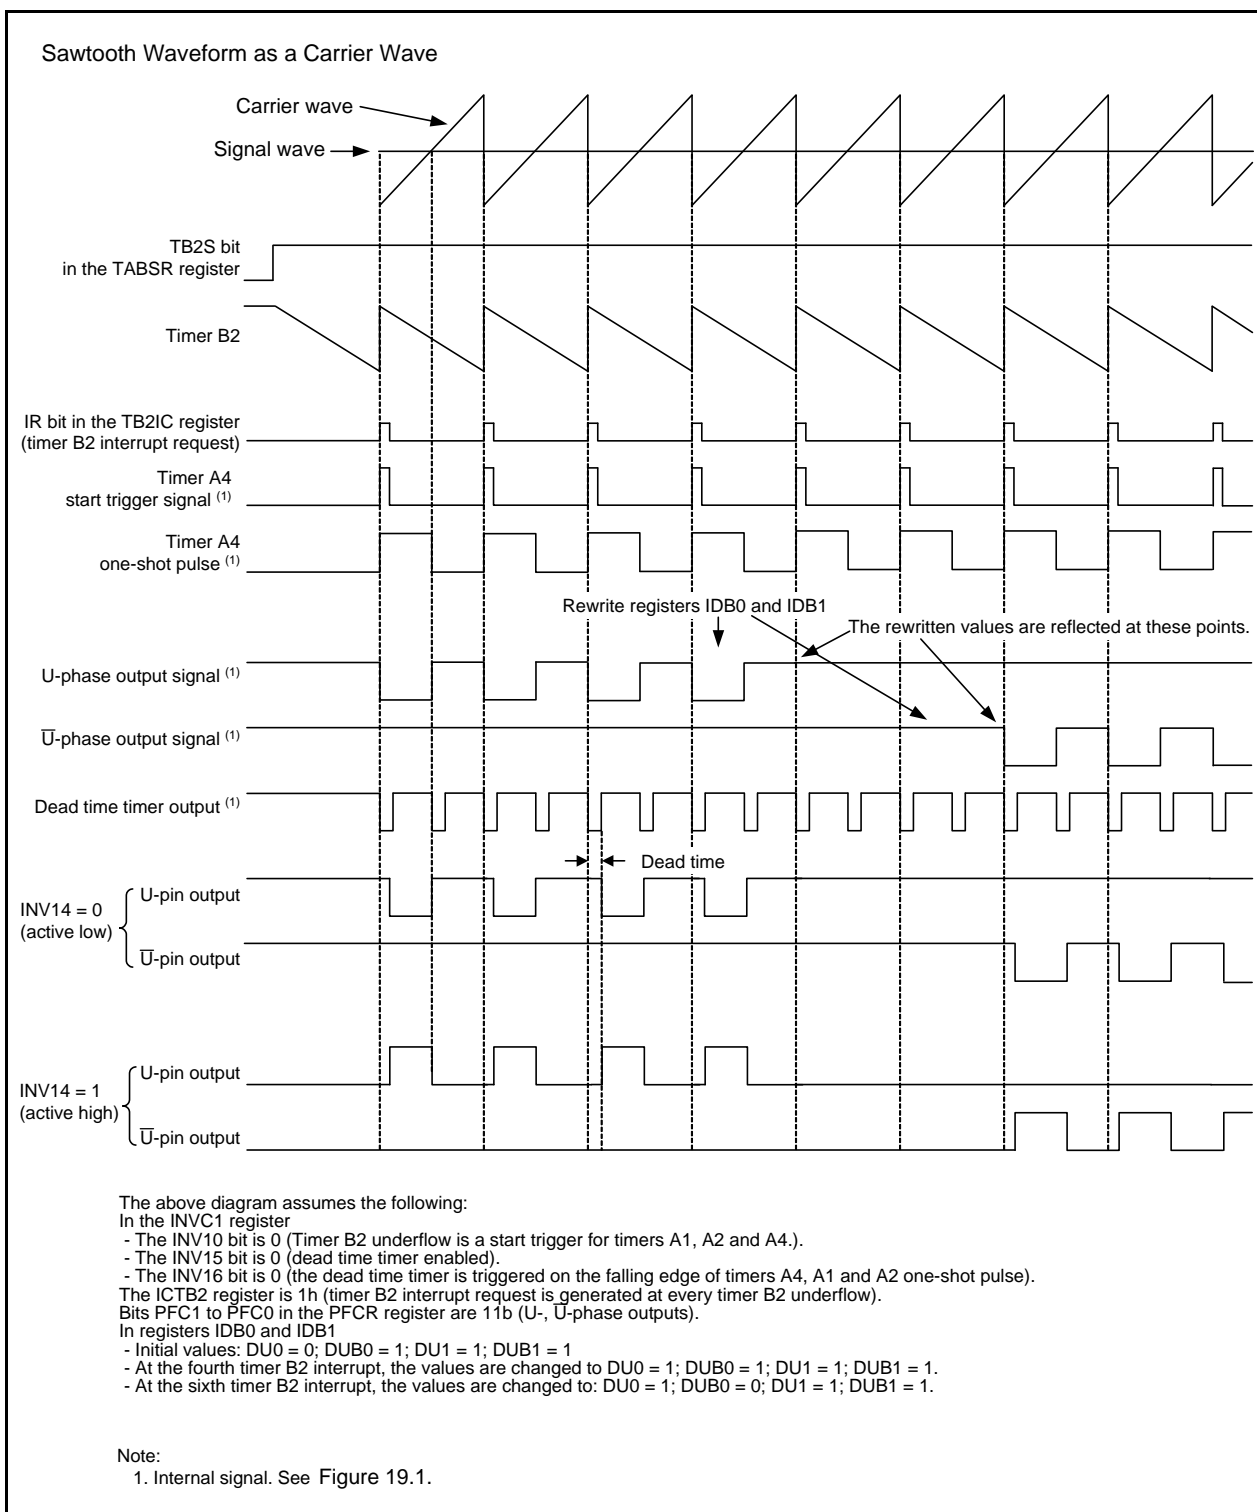 Sawtooth Waveform as a Carrier Wave
Carrier wave
Signal wave
TB2S bit
in the TABSR register
Timer B2
IR bit in the TB2IC register
(timer B2 interrupt request)
Timer A4
start trigger signal (1)
Timer A4
one-shot pulse (1)
Rewrite registers IDB0 and IDB1
The rewritten values are reflected at these points.
U-phase output signal (1)
U̅-phase output signal (1)
Dead time timer output (1)
Dead time
INV14 = 0
(active low)
U-pin output
U̅-pin output
INV14 = 1
(active high)
U-pin output
U̅-pin output
The above diagram assumes the following:
In the INVC1 register
- The INV10 bit is 0 (Timer B2 underflow is a start trigger for timers A1, A2 and A4.).
- The INV15 bit is 0 (dead time timer enabled).
- The INV16 bit is 0 (the dead time timer is triggered on the falling edge of timers A4, A1 and A2 one-shot pulse).
The ICTB2 register is 1h (timer B2 interrupt request is generated at every timer B2 underflow).
Bits PFC1 to PFC0 in the PFCR register are 11b (U-, U̅-phase outputs).
In registers IDB0 and IDB1
- Initial values: DU0 = 0; DUB0 = 1; DU1 = 1; DUB1 = 1
- At the fourth timer B2 interrupt, the values are changed to DU0 = 1; DUB0 = 1; DU1 = 1; DUB1 = 1.
- At the sixth timer B2 interrupt, the values are changed to: DU0 = 1; DUB0 = 0; DU1 = 1; DUB1 = 1.
Note:
1. Internal signal. See Figure 19.1.